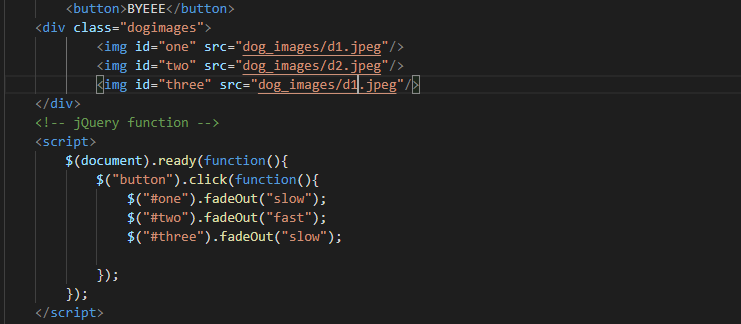 <button>BYEEE</button>
<div class="dogimages">
<img id="one" src="dog_images/d1.jpeg"/>
<img id="two" src="dog_images/d2.jpeg"/>
<img id="three" src="dog_images/d1.jpeg"/>
</div>
<!-- jQuery function -->
<script>
$(document).ready(function(){
$("button").click(function(){
$("#one").fadeOut("slow");
$("#two").fadeOut("fast");
$("#three").fadeOut("slow");
});
});
</script>